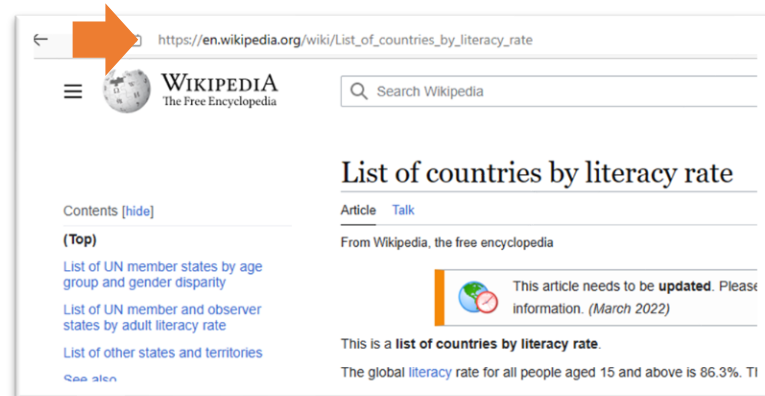 https://en.wikipedia.org/wiki/List_of_countries_by_literacy_rate
WIKIPEDIA
The Free Encyclopedia
Search Wikipedia
List of countries by literacy rate
Contents [hide]
(Top)
List of UN member states by age
group and gender disparity
List of UN member and observer
states by adult literacy rate
List of other states and territories
See also
Article Talk
From Wikipedia, the free encyclopedia
This article needs to be updated. Please
information. (March 2022)
This is a list of countries by literacy rate.
The global literacy rate for all people aged 15 and above is 86.3%.